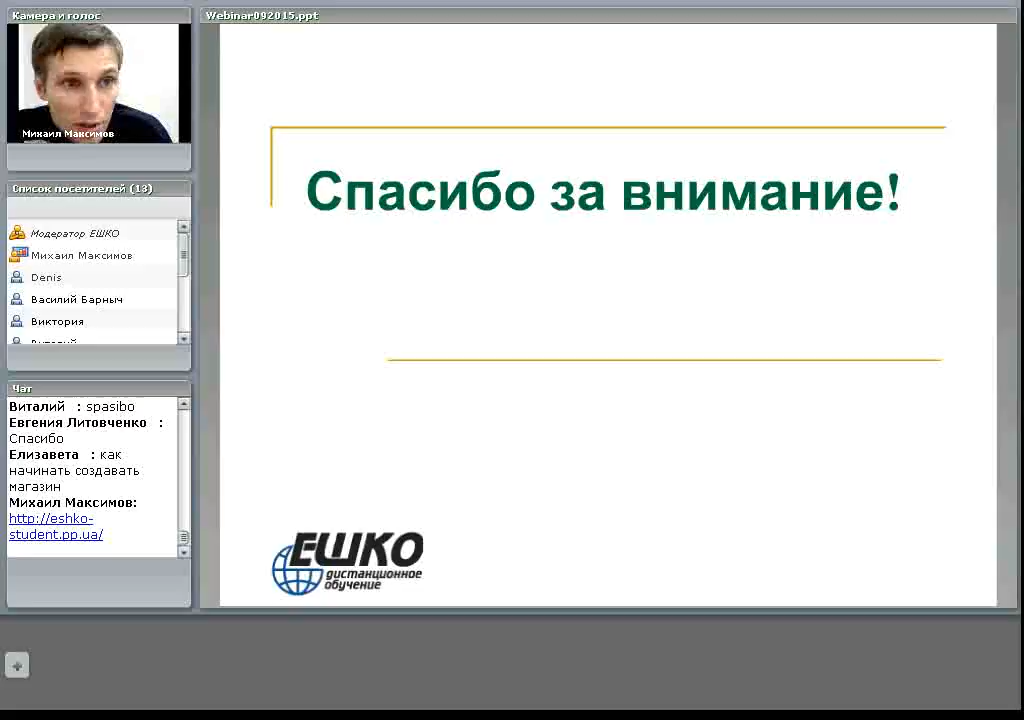 Камера и голос
Михаил Максимов
Список посетителей (13)
Модератор ЕШКО
Михаил Максимов
Denis
Василий Барныч
Виктория
Виталий
Чат
Виталий : spasibo
Евгения Литовченко :
Спасибо
Елизавета : как
начинать создавать
магазин
Михаил Максимов:
http://eshko-
student.pp.ua/
Webinar092015.ppt
Спасибо за внимание!
ЕШКО
дистанционное
обучение